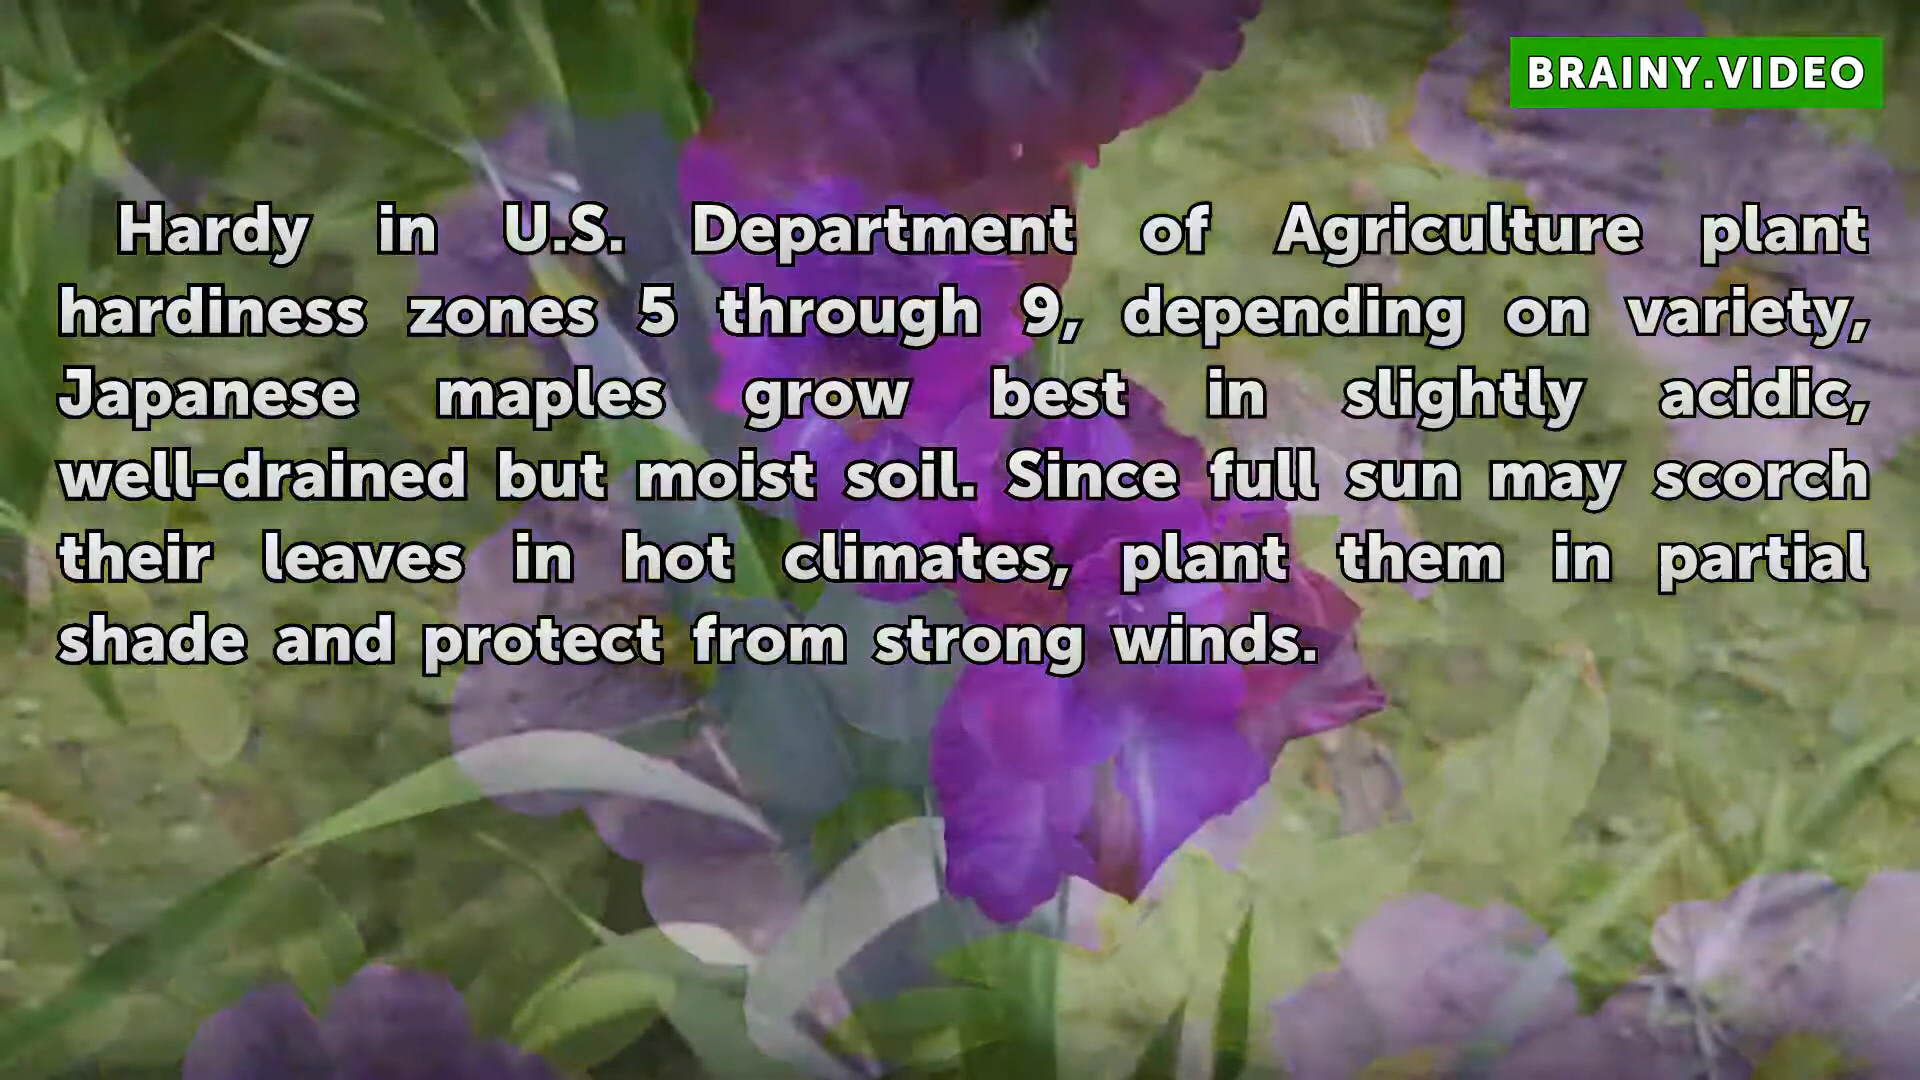 BRAINY.VIDEO
Hardy in U.S. Department of Agriculture plant
hardiness zones 5 through 9, depending on variety,
Japanese maples grow best in slightly acidic,
well-drained but moist soil. Since full sun may scorch
their leaves in hot climates, plant them in partial
shade and protect from strong winds.